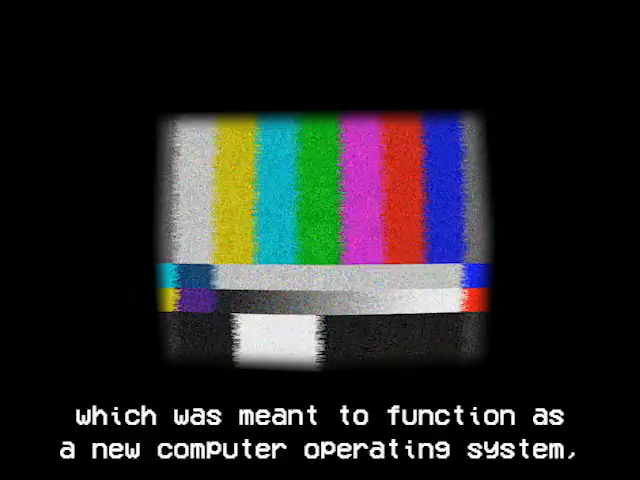 which was meant to function as
a new computer operating system,